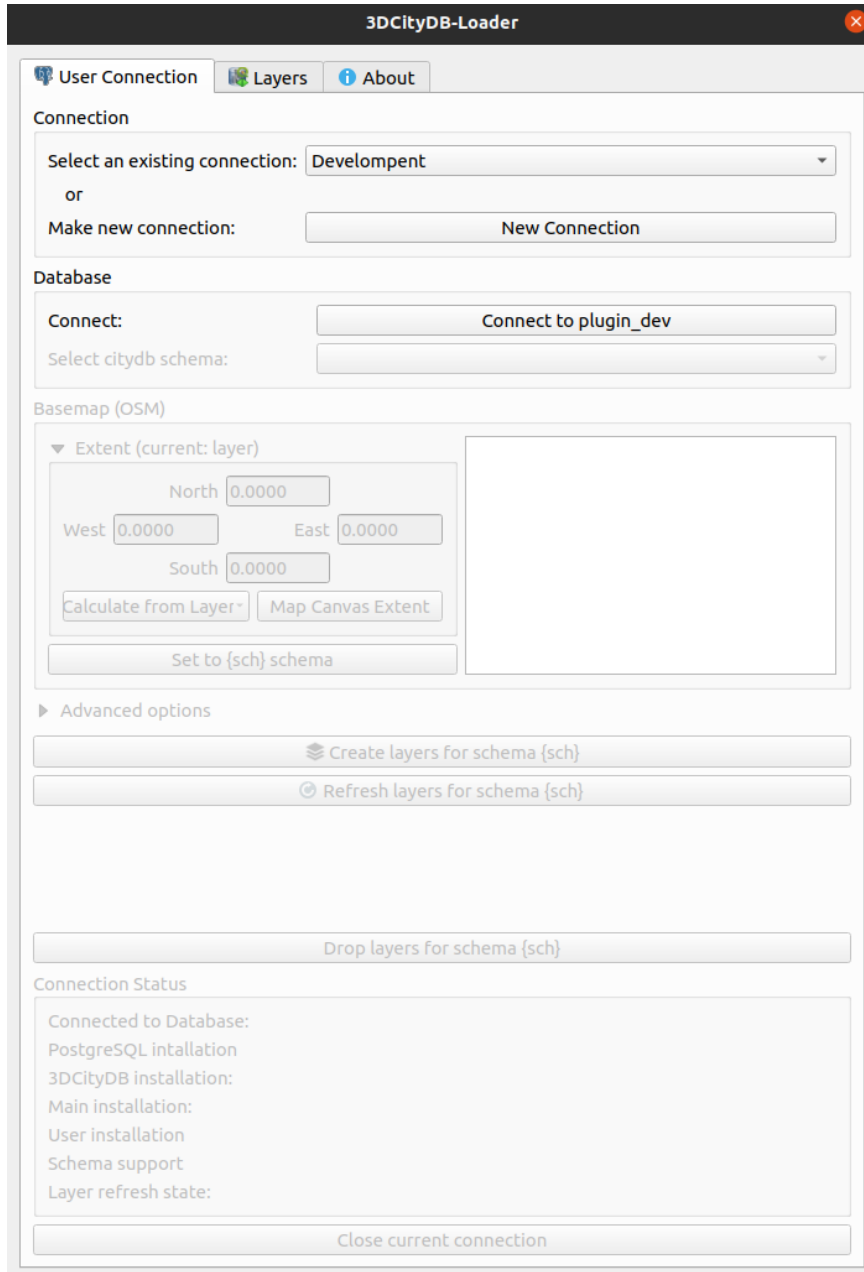 3DCityDB-Loader
User Connection Layers About
Connection
Select an existing connection: Develompent
or
Make new connection: New Connection
Database
Connect: Connect to plugin_dev
Select citydb schema:
Basemap (OSM)
Extent (current: layer)
North 0.0000
West 0.0000 East 0.0000
South 0.0000
Calculate from Layer Map Canvas Extent
Set to {sch} schema
Advanced options
Create layers for schema {sch}
Refresh layers for schema {sch}
Drop layers for schema {sch}
Connection Status
Connected to Database:
PostgreSQL intallation
3DCityDB installation:
Main installation:
User installation
Schema support
Layer refresh state:
Close current connection